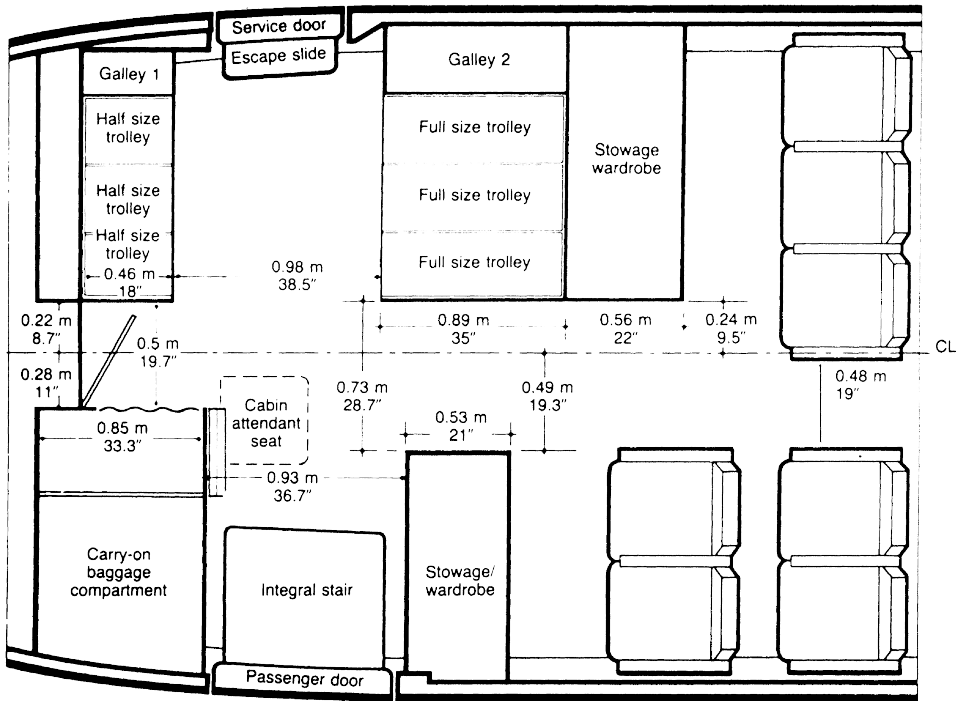 Service door
Escape slide
Galley 1
Galley 2
Half size
trolley
Full size trolley
Stowage
wardrobe
Half size
trolley
Full size trolley
Half size
trolley
Full size trolley
0.46 m
18"
0.98 m
38.5"
0.22 m
8.7"
0.5 m
19.7"
0.89 m
35"
0.56 m
22"
0.24 m
9.5"
CL
0.28 m
11"
0.73 m
28.7"
0.49 m
19.3"
0.48 m
19"
0.85 m
33.3"
Cabin
attendant
seat
0.53 m
21"
0.93 m
36.7"
Carry-on
baggage
compartment
Integral stair
Stowage/
wardrobe
Passenger door